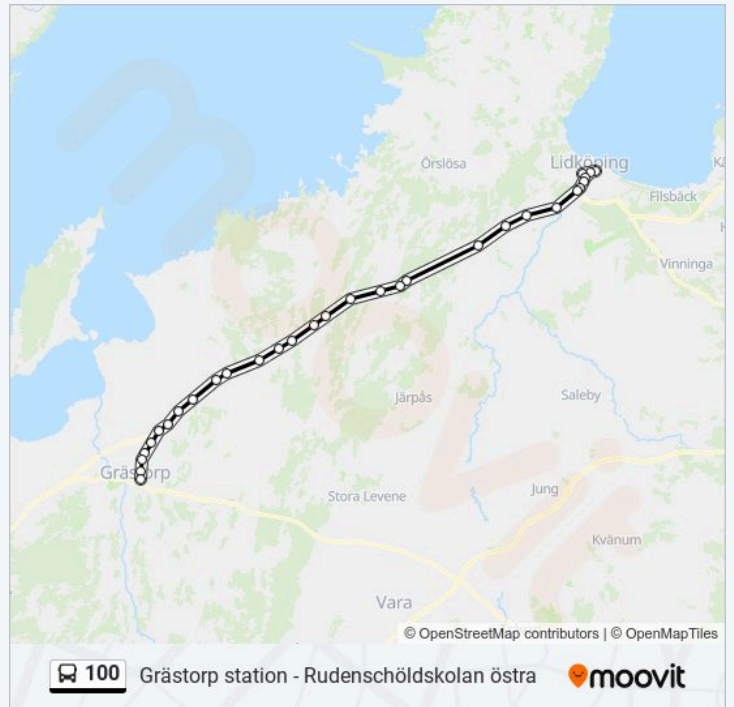 Örslösa
Lidköping
Kä
Filsbäck
H
Vinninga
Järpås
Saleby
Grästorp
Stora Levene
Jung
Kvänum
Vara
© OpenStreetMap contributors | © OpenMapTiles
100 Grästorp station - Rudenschöldskolan östra moovit